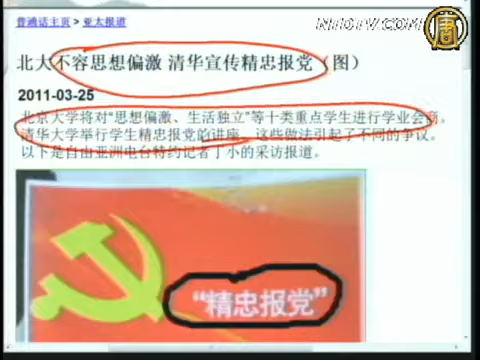 NTDTV.COM
唐
普通话主页 > 亚太报道
北大不容思想偏激 清华宣传精忠报党（图）
2011-03-25
北京大学将对“思想偏激、生活独立”等十类重点学生进行学业会商。
清华大学举行学生精忠报党的讲座。这些做法引起了不同的争议。
以下是自由亚洲电台特约记者丁小的采访报道。
“精忠报党”